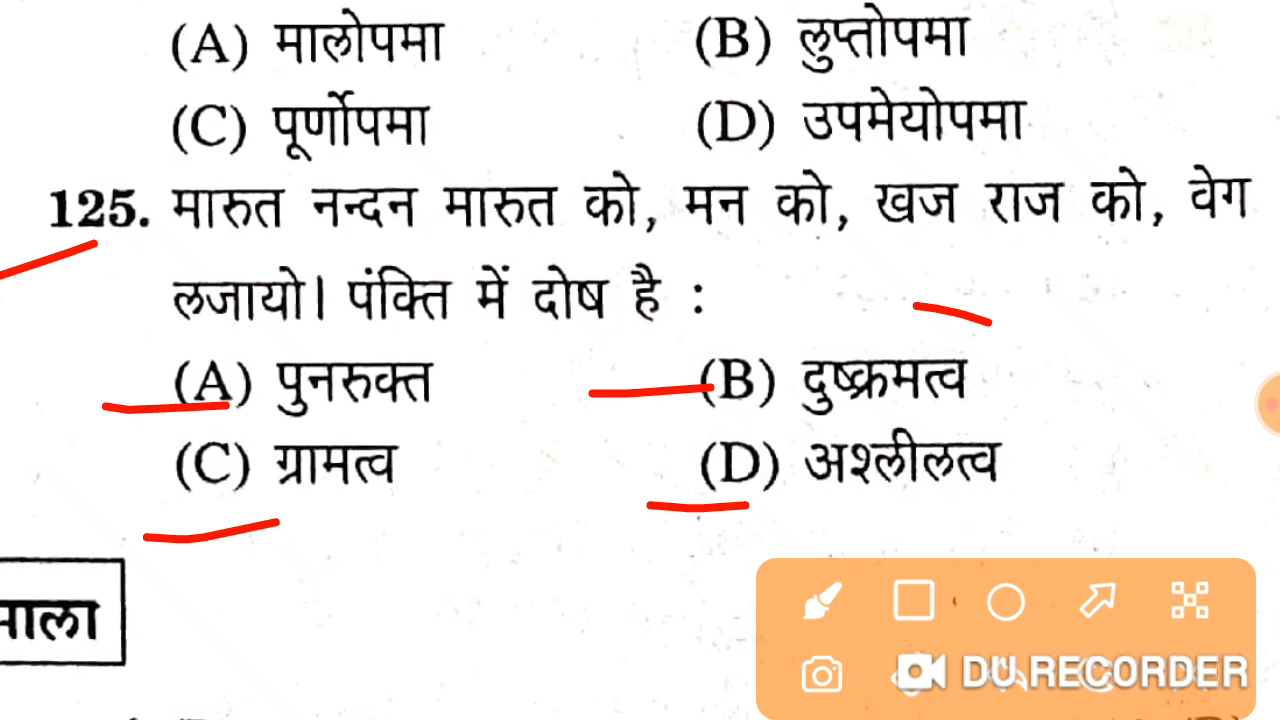 (A) मालोपमा (B) लुप्तोपमा
(C) पूर्णोपमा (D) उपमेयोपमा
125. मारुत नन्दन मारुत को, मन को, खज राज को, वेग
लजायो। पंक्ति में दोष है :
(A) पुनरुक्त (B) दुष्क्रमत्व
(C) ग्रामत्व (D) अश्लीलत्व
माला
DU RECORDER